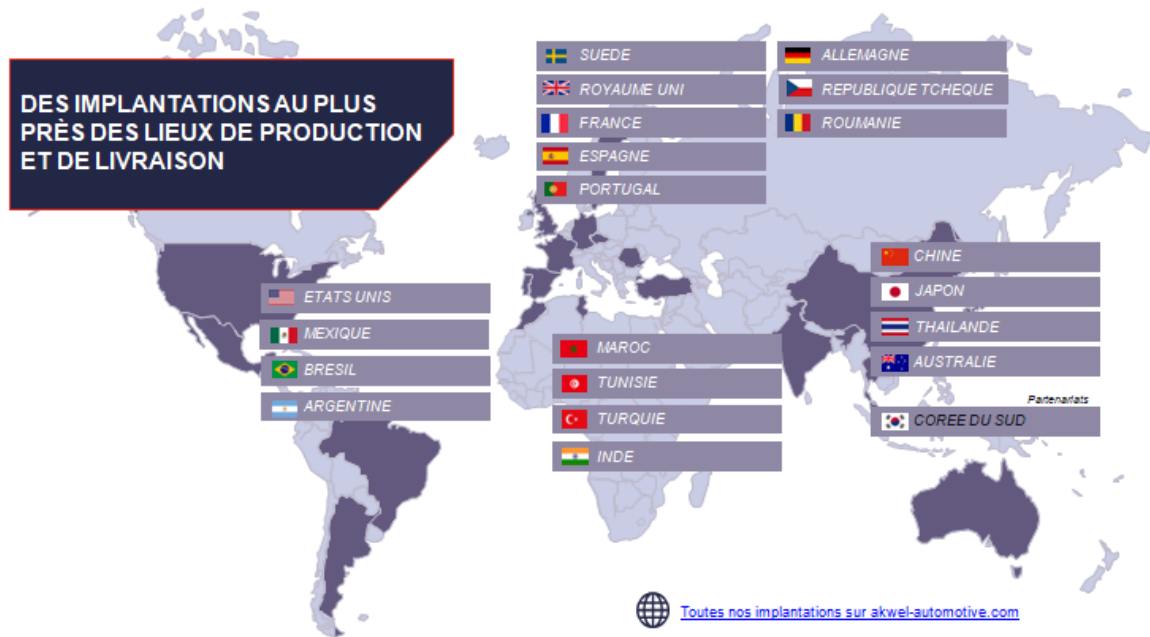 DES IMPLANTATIONS AU PLUS
PRÈS DES LIEUX DE PRODUCTION
ET DE LIVRAISON
SUEDE
ROYAUME UNI
FRANCE
ESPAGNE
PORTUGAL
ALLEMAGNE
REPUBLIQUE TCHEQUE
ROUMANIE
ETATS UNIS
MEXIQUE
BRESIL
ARGENTINE
MAROC
TUNISIE
TURQUIE
INDE
CHINE
JAPON
THAILANDE
AUSTRALIE
Partenariats
COREE DU SUD
Toutes nos implantations sur akwel-automotive.com